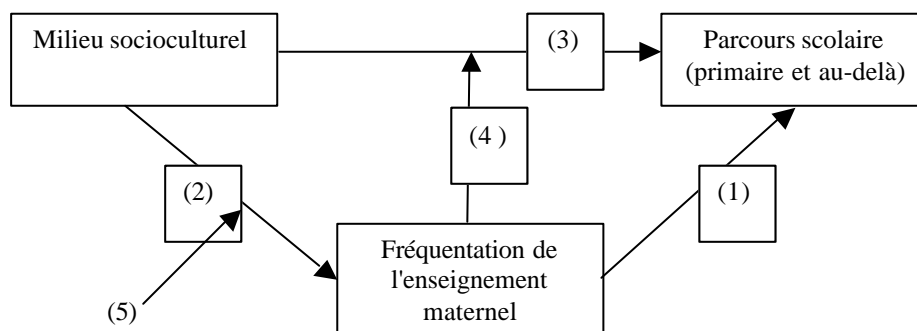 Milieu socioculturel
(3)
Parcours scolaire
(primaire et au-delà)
(4 )
(2)
(1)
Fréquentation de
l'enseignement
maternel
(5)